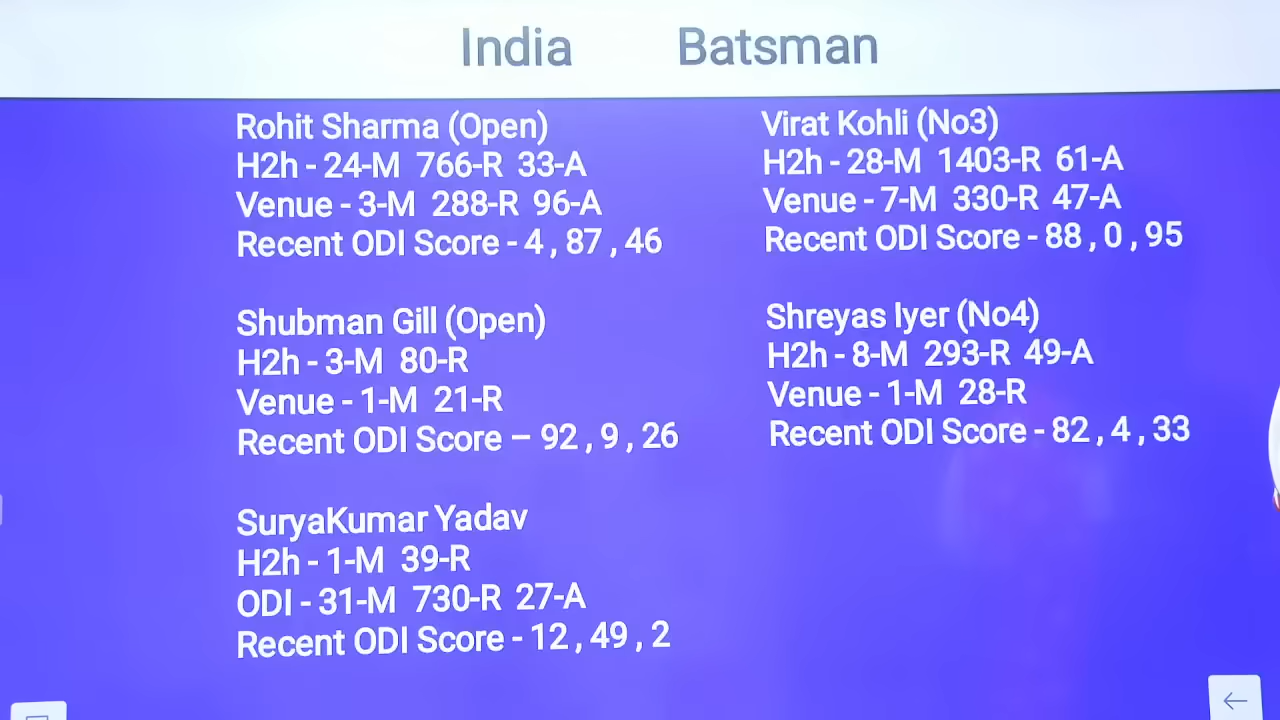 India Batsman
Rohit Sharma (Open)
H2h - 24-M 766-R 33-A
Venue - 3-M 288-R 96-A
Recent ODI Score - 4 , 87 , 46
Virat Kohli (No3)
H2h - 28-M 1403-R 61-A
Venue - 7-M 330-R 47-A
Recent ODI Score - 88 , 0 , 95
Shubman Gill (Open)
H2h - 3-M 80-R
Venue - 1-M 21-R
Recent ODI Score – 92 , 9 , 26
Shreyas Iyer (No4)
H2h - 8-M 293-R 49-A
Venue - 1-M 28-R
Recent ODI Score - 82 , 4 , 33
SuryaKumar Yadav
H2h - 1-M 39-R
ODI - 31-M 730-R 27-A
Recent ODI Score - 12 , 49 , 2